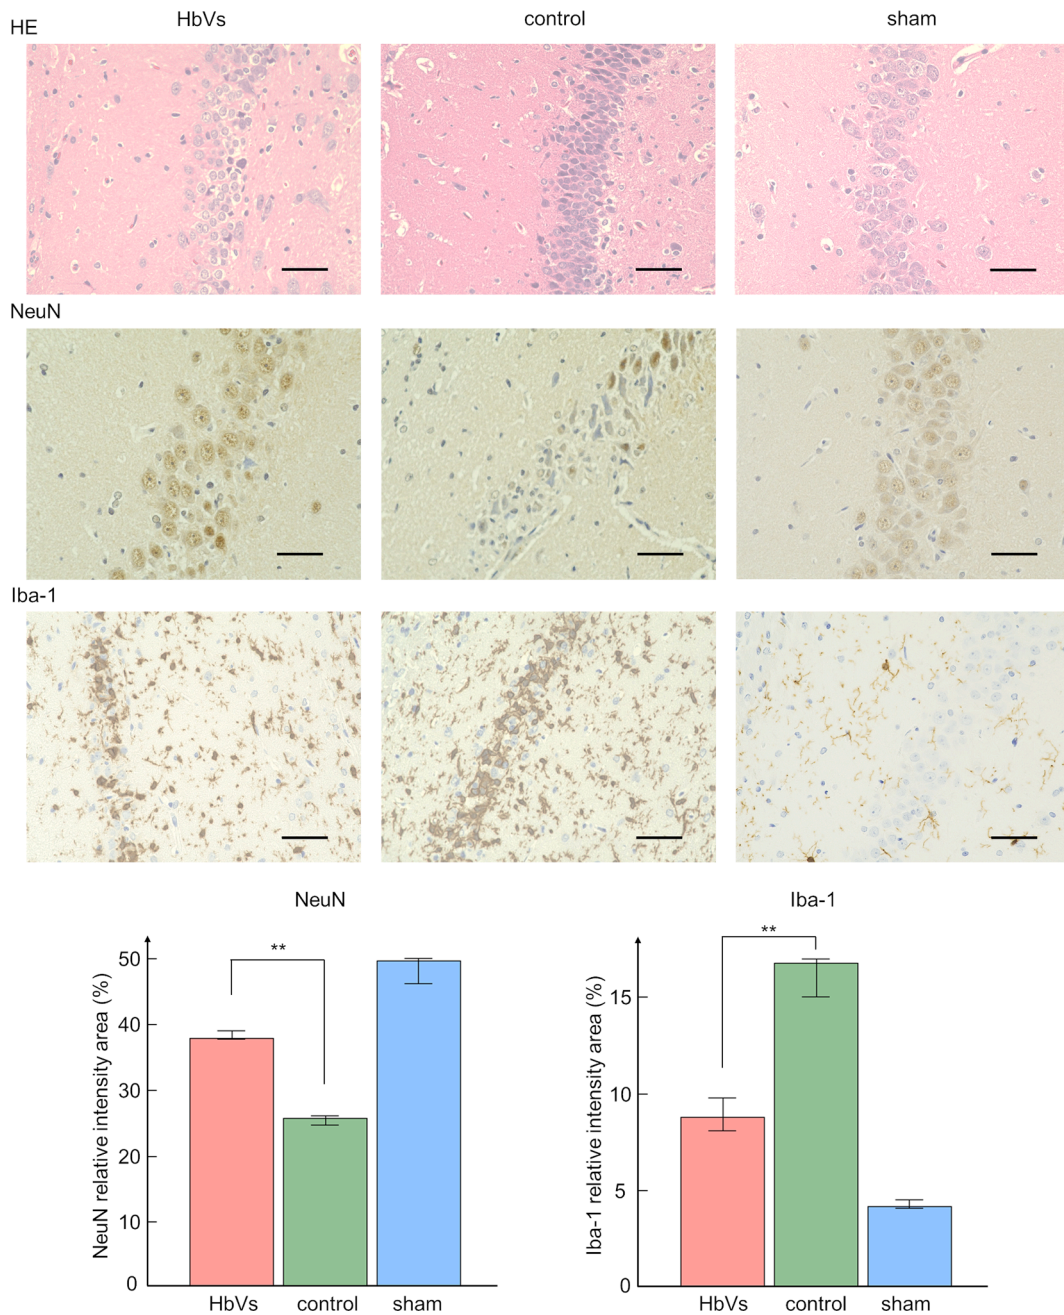 HbVs control sham
HE
NeuN
Iba-1
NeuN
NeuN relative intensity area (%)
50
40
30
20
10
0
**
HbVs control sham
Iba-1
Iba-1 relative intensity area (%)
15
10
5
0
**
HbVs control sham